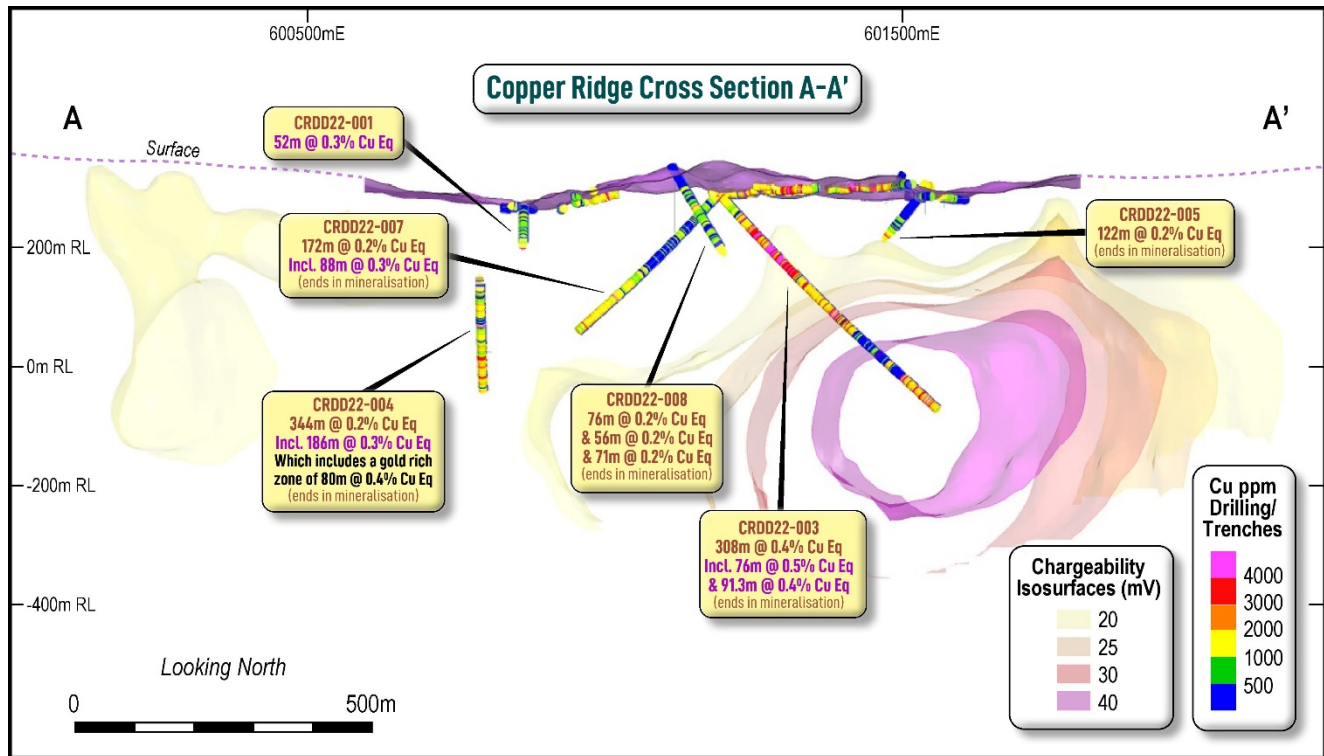 600500mE
601500mE
Copper Ridge Cross Section A-A'
A
A'
Surface
CRDD22-001
52m @ 0.3% Cu Eq
CRDD22-007
172m @ 0.2% Cu Eq
Incl. 88m @ 0.3% Cu Eq
(ends in mineralisation)
CRDD22-005
122m @ 0.2% Cu Eq
(ends in mineralisation)
200m RL
0m RL
-200m RL
-400m RL
CRDD22-004
344m @ 0.2% Cu Eq
Incl. 186m @ 0.3% Cu Eq
Which includes a gold rich
zone of 80m @ 0.4% Cu Eq
(ends in mineralisation)
CRDD22-008
76m @ 0.2% Cu Eq
& 56m @ 0.2% Cu Eq
& 71m @ 0.2% Cu Eq
(ends in mineralisation)
CRDD22-003
308m @ 0.4% Cu Eq
Incl. 76m @ 0.5% Cu Eq
& 91.3m @ 0.4% Cu Eq
(ends in mineralisation)
Chargeability
Isosurfaces (mV)
20
25
30
40
Cu ppm
Drilling/
Trenches
4000
3000
2000
1000
500
Looking North
0
500m